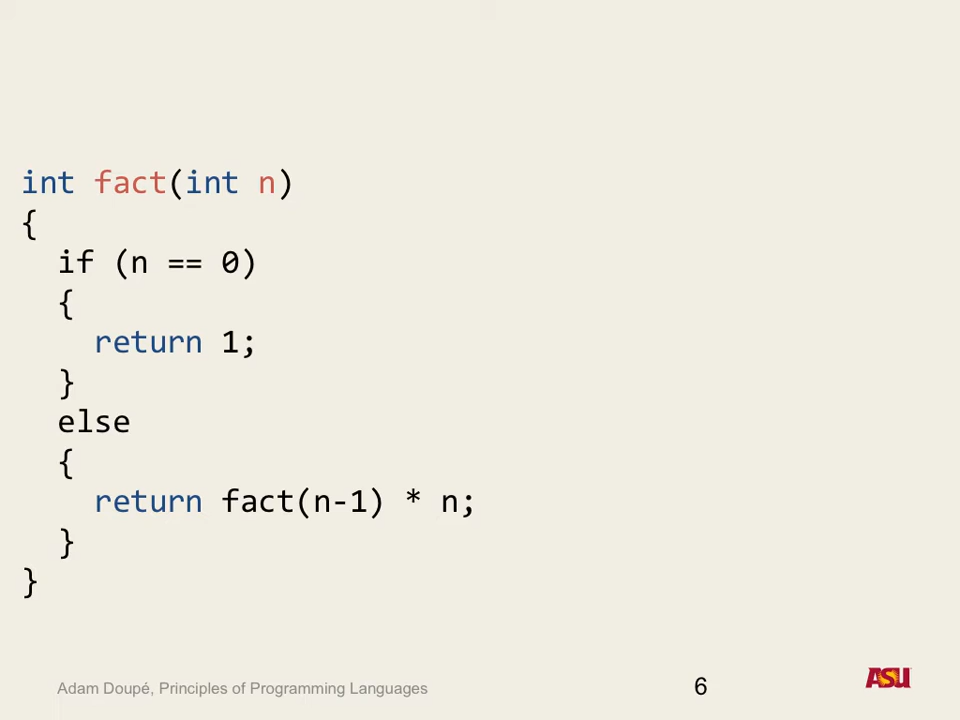 int fact(int n)
{
  if (n == 0)
  {
    return 1;
  }
  else
  {
    return fact(n-1) * n;
  }
}
Adam Doupé, Principles of Programming Languages
6
ASU